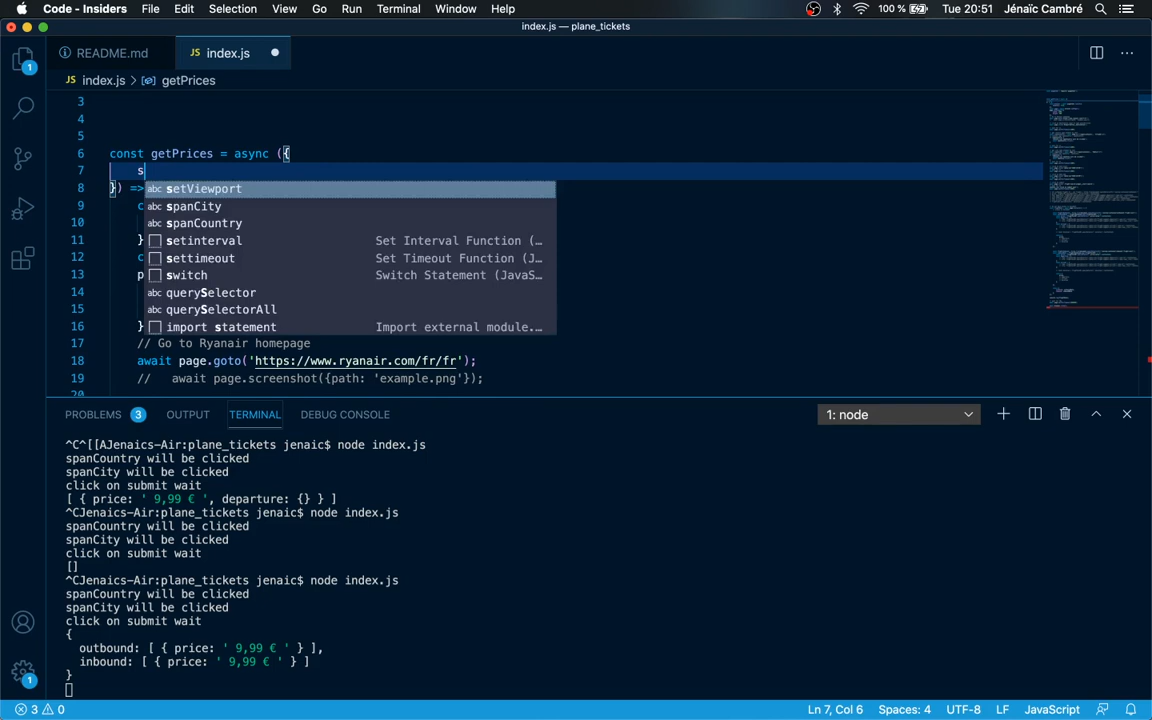 Code - Insiders File Edit Selection View Go Run Terminal Window Help 100 % Tue 20:51 Jénaïc Cambré
index.js — plane_tickets
README.md JS index.js
JS index.js > getPrices
3
4
5
6 const getPrices = async ({
7 s
8 }) => abc setViewport
9 c abc spanCity
10 abc spanCountry
11 } setinterval Set Interval Function (…
12 c settimeout Set Timeout Function (J…
13 p switch Switch Statement (JavaS…
14 abc querySelector
15 abc querySelectorAll
16 } import statement Import external module.…
17 // Go to Ryanair homepage
18 await page.goto('https://www.ryanair.com/fr/fr');
19 // await page.screenshot({path: 'example.png'});
20
PROBLEMS 3 OUTPUT TERMINAL DEBUG CONSOLE 1: node
^C^[[AJenaics-Air:plane_tickets jenaic$ node index.js
spanCountry will be clicked
spanCity will be clicked
click on submit wait
[ { price: ' 9,99 € ', departure: {} } ]
^CJenaics-Air:plane_tickets jenaic$ node index.js
spanCountry will be clicked
spanCity will be clicked
click on submit wait
[]
^CJenaics-Air:plane_tickets jenaic$ node index.js
spanCountry will be clicked
spanCity will be clicked
click on submit wait
{
outbound: [ { price: ' 9,99 € ' } ],
inbound: [ { price: ' 9,99 € ' } ]
}
1
1
3 0 Ln 7, Col 6 Spaces: 4 UTF-8 LF JavaScript